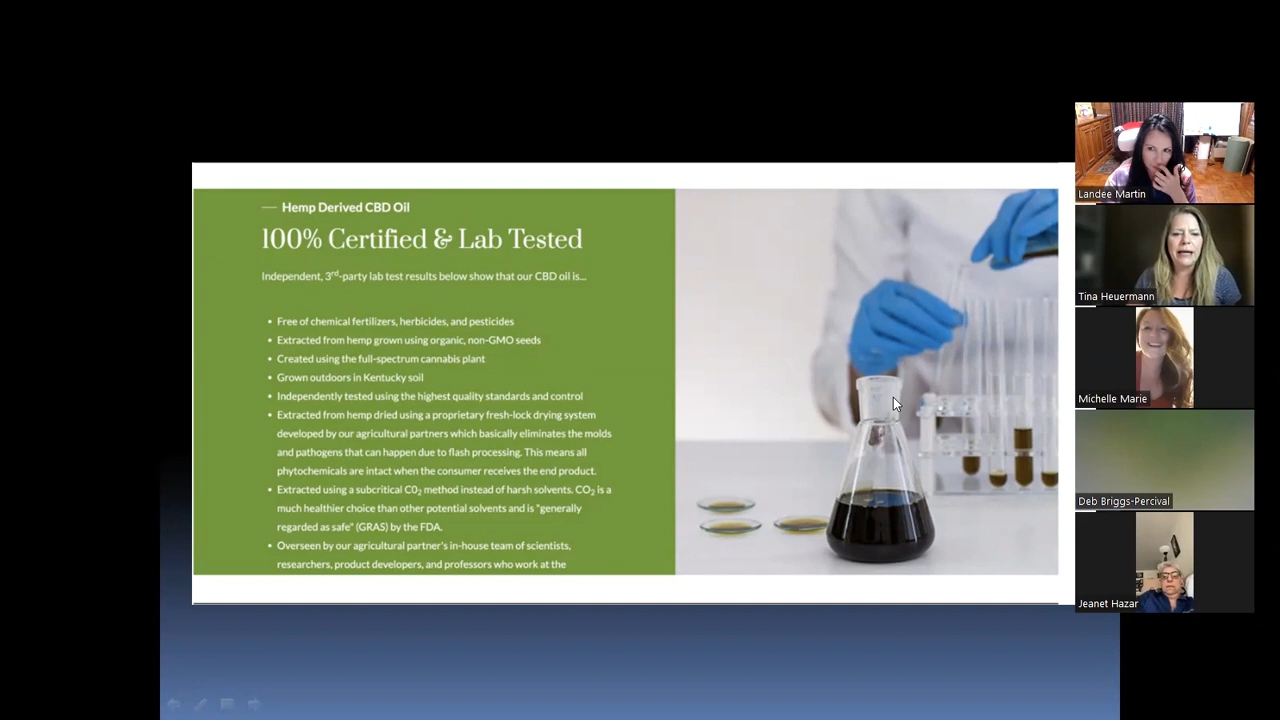 Hemp Derived CBD Oil
100% Certified & Lab Tested
Independent, 3rd-party lab test results below show that our CBD oil is...
• Free of chemical fertilizers, herbicides, and pesticides
• Extracted from hemp grown using organic, non-GMO seeds
• Created using the full-spectrum cannabis plant
• Grown outdoors in Kentucky soil
• Independently tested using the highest quality standards and control
• Extracted from hemp dried using a proprietary fresh-lock drying system
developed by our agricultural partners which basically eliminates the molds
and pathogens that can happen due to flash processing. This means all
phytochemicals are intact when the consumer receives the end product.
• Extracted using a subcritical C0₂ method instead of harsh solvents. CO₂ is a
much healthier choice than other potential solvents and is "generally
regarded as safe" (GRAS) by the FDA.
• Overseen by our agricultural partner's in-house team of scientists,
researchers, product developers, and professors who work at the
Landee Martin
Tina Heuermann
Michelle Marie
Deb Briggs-Percival
Jeanet Hazar